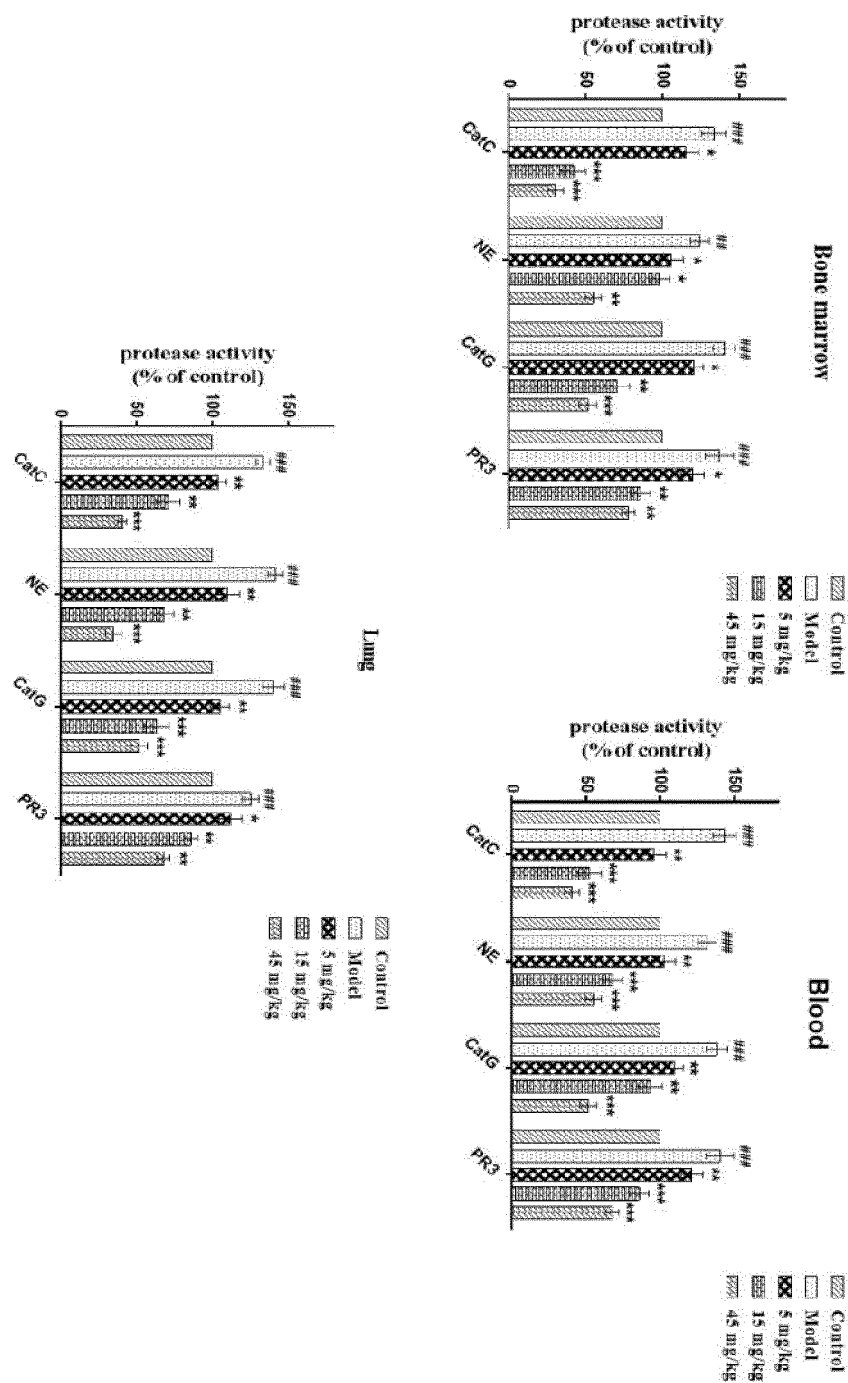 Bone marrow
protease activity
(% of control)
150
100
50
0
### * *** ***
## * * **
### * ** ***
### * ** **
CatC
NE
CatG
PR3
Control
Model
5 mg/kg
15 mg/kg
45 mg/kg
Blood
protease activity
(% of control)
150
100
50
0
### ** *** ***
### ** *** ***
### ** ** ***
### ** *** ***
CatC
NE
CatG
PR3
Control
Model
5 mg/kg
15 mg/kg
45 mg/kg
Lung
protease activity
(% of control)
150
100
50
0
### ** ** ***
### ** ** ***
### ** *** ***
### * ** **
CatC
NE
CatG
PR3
Control
Model
5 mg/kg
15 mg/kg
45 mg/kg